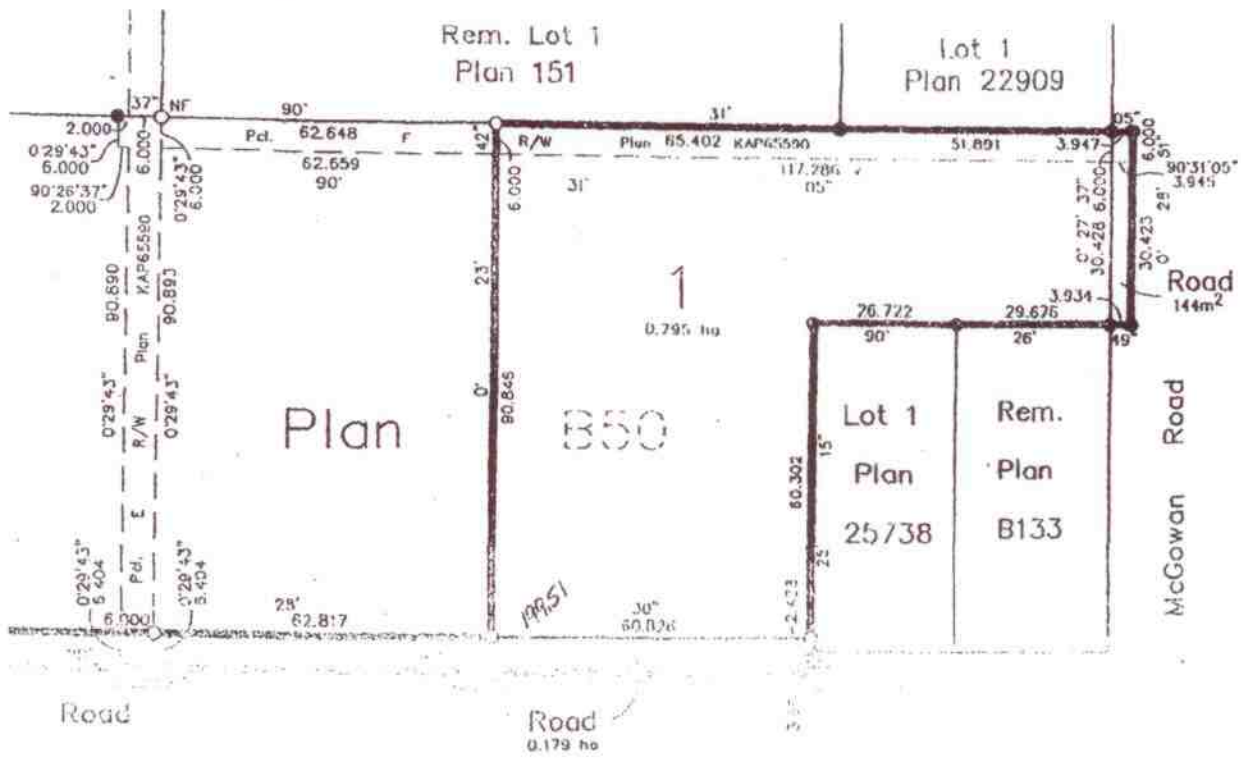 Rem. Lot 1
Plan 151
Lot 1
Plan 22909
37" NF
90'
31'
05"
2.000
Pcl. 62.648 F
42"
R/W Plan 65.402 KAP65590
51.891
3.947
6.000
51"
0°29'43"
6.000
6.000
0°29'43"
6.000
62.659
90'
6.000
31'
117.286
05"
90°31'05"
3.945
90°26'37"
2.000
0° 27' 37"
6.000
30.428
28'
30.423
0'
90.890
KAP65590
90.893
23'
1
0.795 ha
Road
144m²
3.934
26.722
29.676
90'
26'
49"
0°29'43"
R/W Plan
0°29'43"
0°
90.845
Plan
B50
60.302
15"
25'
Lot 1
Plan
25738
Rem.
Plan
B133
McGowan Road
Pcl. E
0°29'43"
5.404
0°29'43"
5.404
6.000
28'
62.817
199.51
30"
Road
Road
0.179 ha